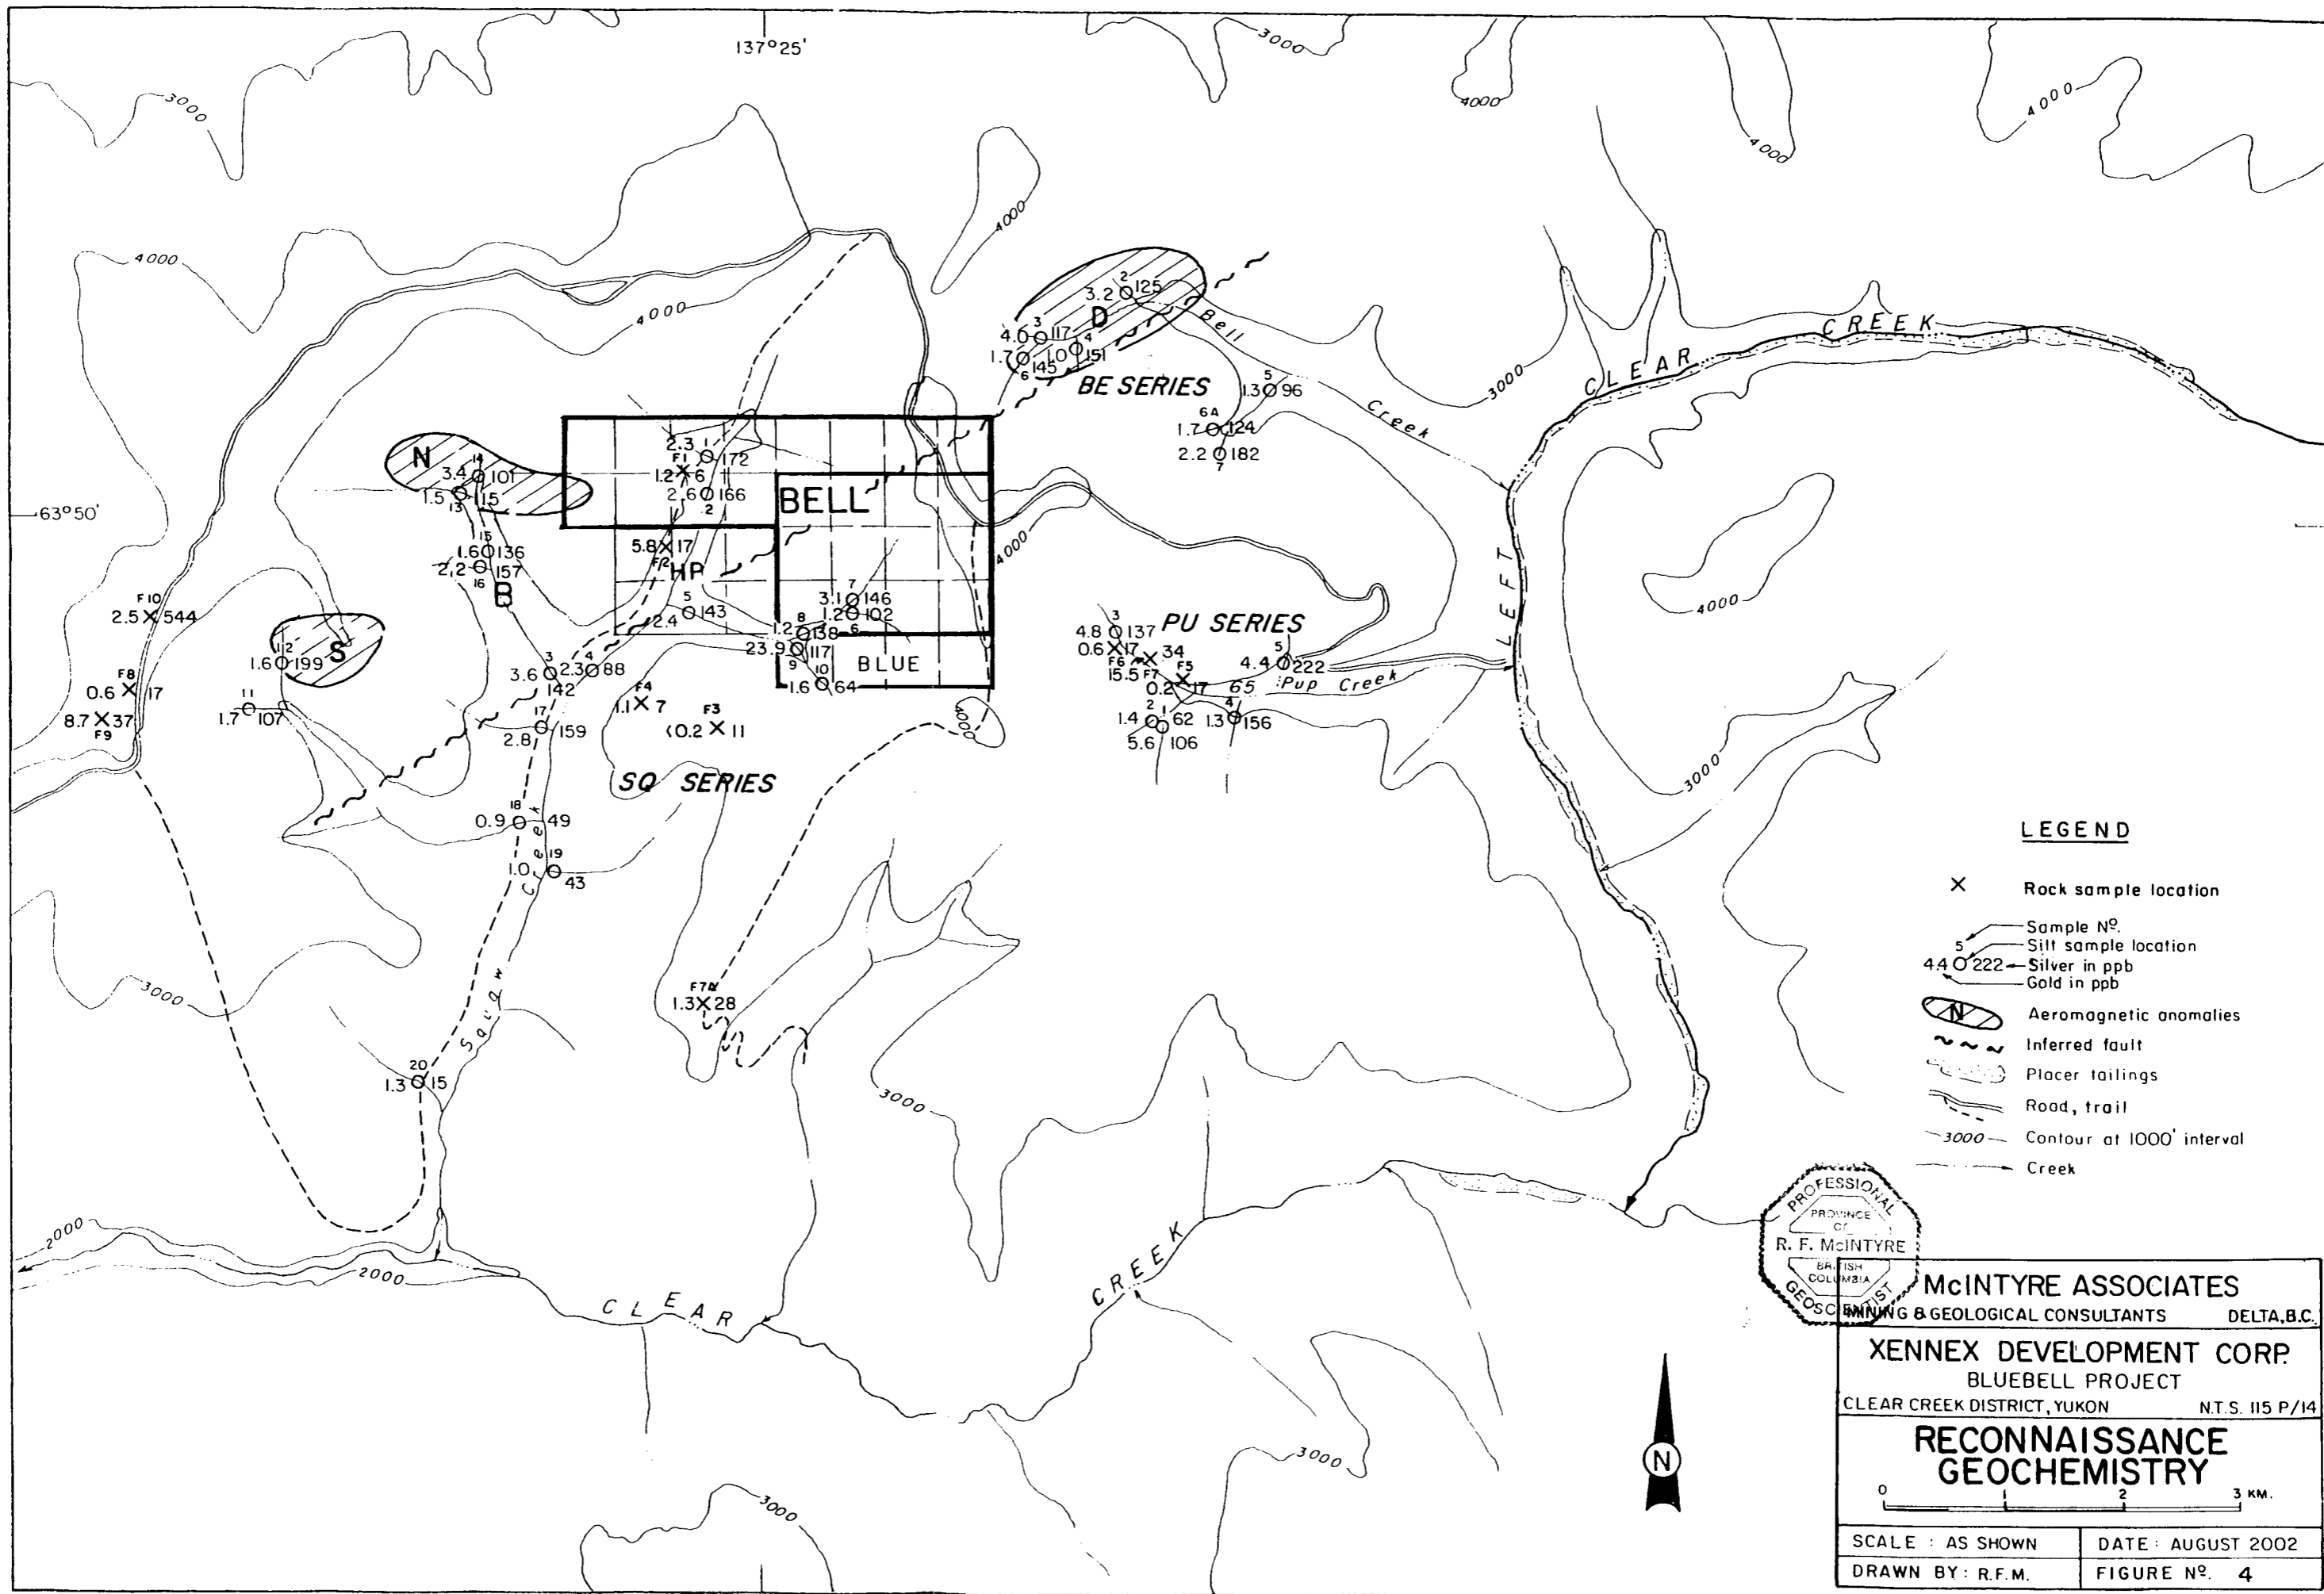 137°25'
3000
3000
4000
4000
4000
4000
4000
4000
63°50'
2
3.2 125
D
3
4.0 117
4
1.0 151
1.7 145
6
Bell
Creek
BE SERIES
5
1.3 96
6A
1.7 124
2.2 182
7
3000
CLEAR
CREEK
LEFT
N
14
3.4 101
1.5 15
13
15
1.6 136
2.2 157
16
B
1
2.3 172
F1
1.2 6
2.6 166
2
BELL
4000
5.8 17
F2
HP
5
2.4 143
7
3.1 146
1.2 102
6
8
1.2 138
23.9 117
9
10
1.6 64
BLUE
4000
F10
2.5 544
F8
0.6 17
8.7 37
F9
12
1.6 199
S
11
1.7 107
3
3.6 142
4
2.3 88
17
2.8 159
F4
1.1 7
F3
<0.2 11
SQ SERIES
18
0.9 49
19
1.0 43
Squaw
Creek
PU SERIES
3
4.8 137
0.6 17
F6
34
15.5 F7
F5
0.2 17
65
5
4.4 222
Pup Creek
2
1.4 62
1
5.6 106
4
1.3 156
4000
3000
3000
F7A
1.3 28
20
1.3 15
3000
2000
2000
CLEAR
CREEK
3000
3000
LEGEND
Rock sample location
Sample Nº.
5
Silt sample location
4.4 222 Silver in ppb
Gold in ppb
N
Aeromagnetic anomalies
Inferred fault
Placer tailings
Road, trail
3000 Contour at 1000' interval
Creek
PROFESSIONAL
PROVINCE
OF
R. F. McINTYRE
BRITISH
COLUMBIA
GEOSCIENTIST
McINTYRE ASSOCIATES
MINING & GEOLOGICAL CONSULTANTS DELTA, B.C.
XENNEX DEVELOPMENT CORP.
BLUEBELL PROJECT
CLEAR CREEK DISTRICT, YUKON N.T.S. 115 P/14
RECONNAISSANCE
GEOCHEMISTRY
0 1 2 3 KM.
N
SCALE : AS SHOWN
DATE : AUGUST 2002
DRAWN BY : R.F.M.
FIGURE Nº. 4